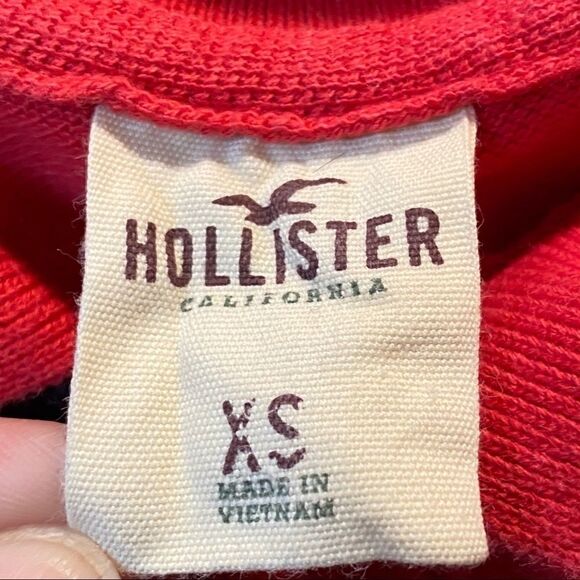 HOLLISTER
CALIFORNIA
XS
MADE IN
VIETNAM